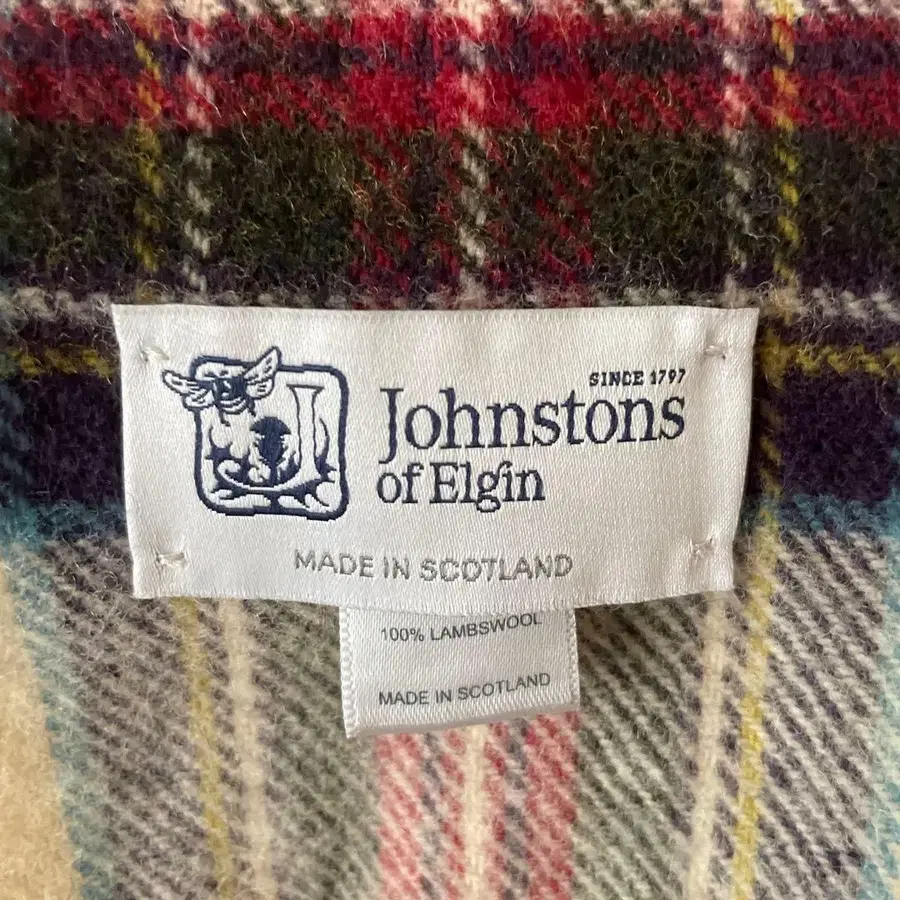 SINCE 1797
Johnstons
of Elgin
MADE IN SCOTLAND
100% LAMBSWOOL
MADE IN SCOTLAND